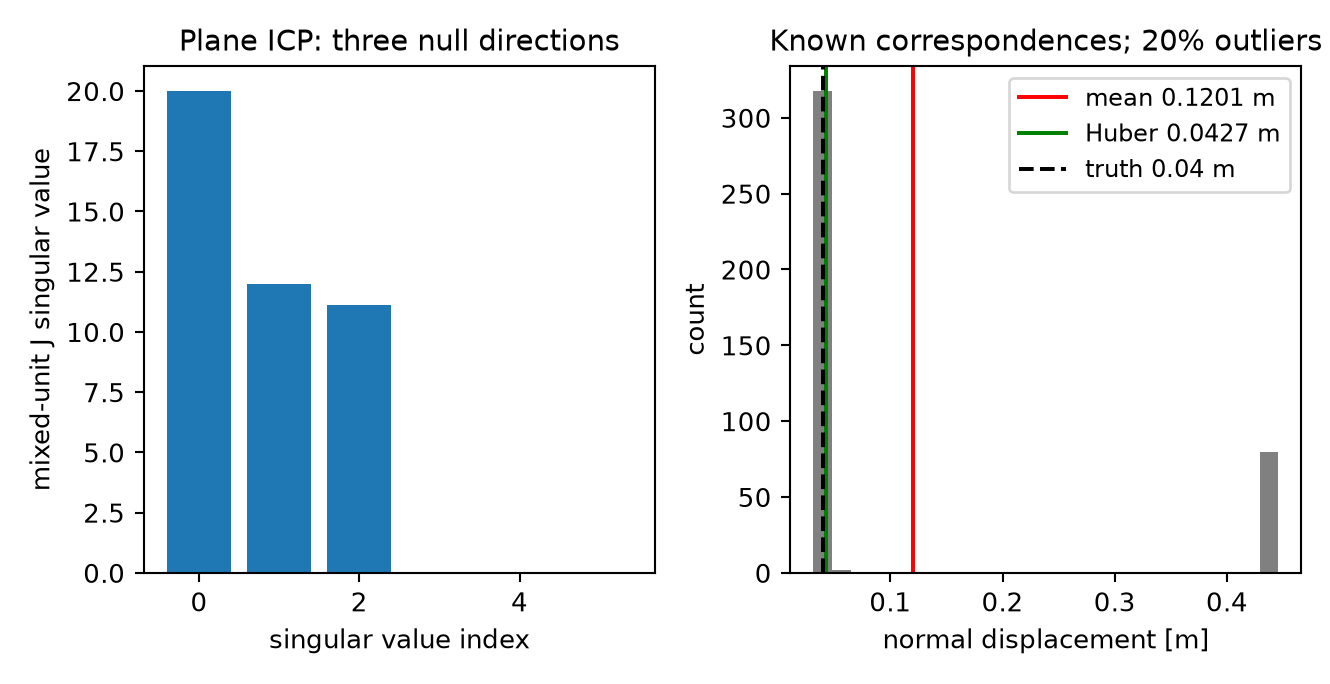 Plane ICP: three null directions
mixed-unit J singular value
20.0
17.5
15.0
12.5
10.0
7.5
5.0
2.5
0.0
0
2
4
singular value index
Known correspondences; 20% outliers
count
300
250
200
150
100
50
0
mean 0.1201 m
Huber 0.0427 m
truth 0.04 m
0.1
0.2
0.3
0.4
normal displacement [m]